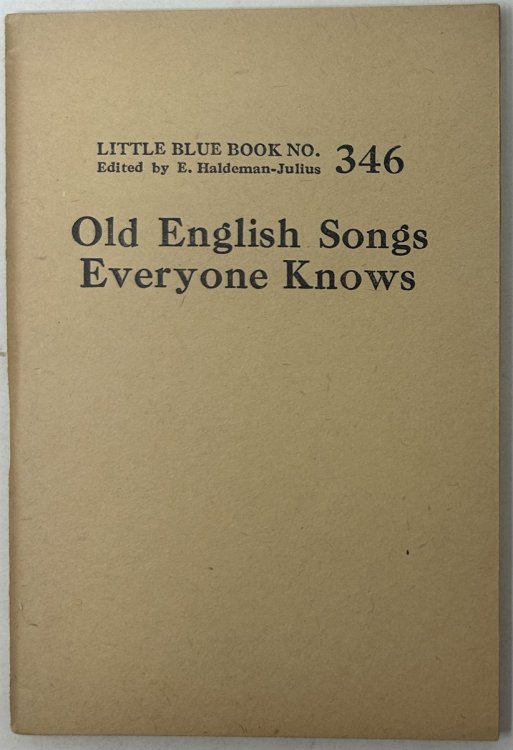 LITTLE BLUE BOOK NO. 346
Edited by E. Haldeman-Julius
Old English Songs
Everyone Knows